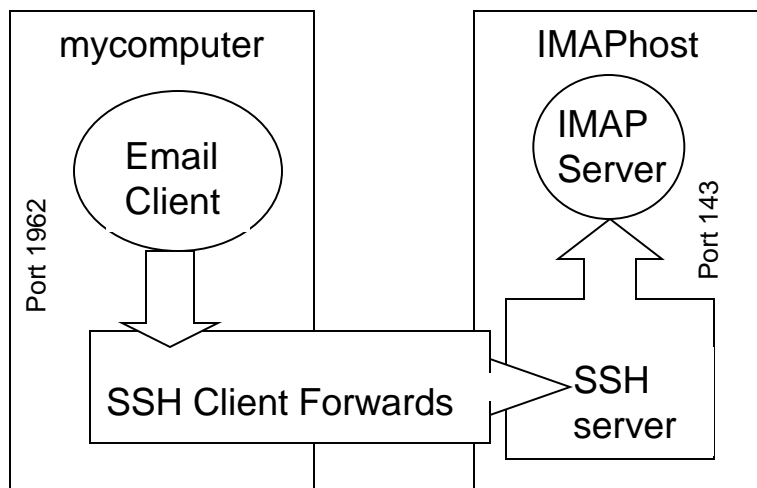 mycomputer
IMAPhost
Email
Client
IMAP
Server
Port 1962
Port 143
SSH Client Forwards
SSH
server